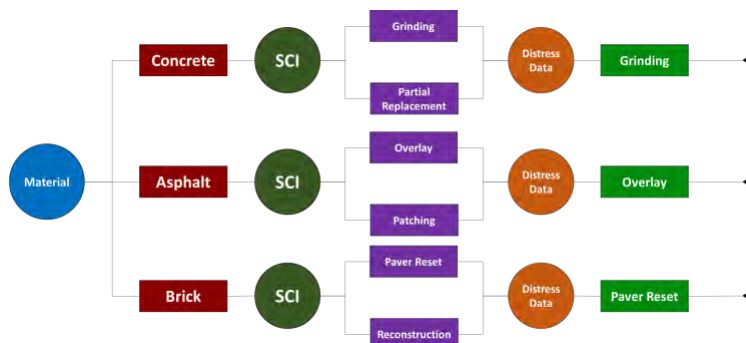 Material
Concrete
SCI
Grinding
Partial
Replacement
Distress
Data
Grinding
Asphalt
SCI
Overlay
Patching
Distress
Data
Overlay
Brick
SCI
Paver Reset
Reconstruction
Distress
Data
Paver Reset